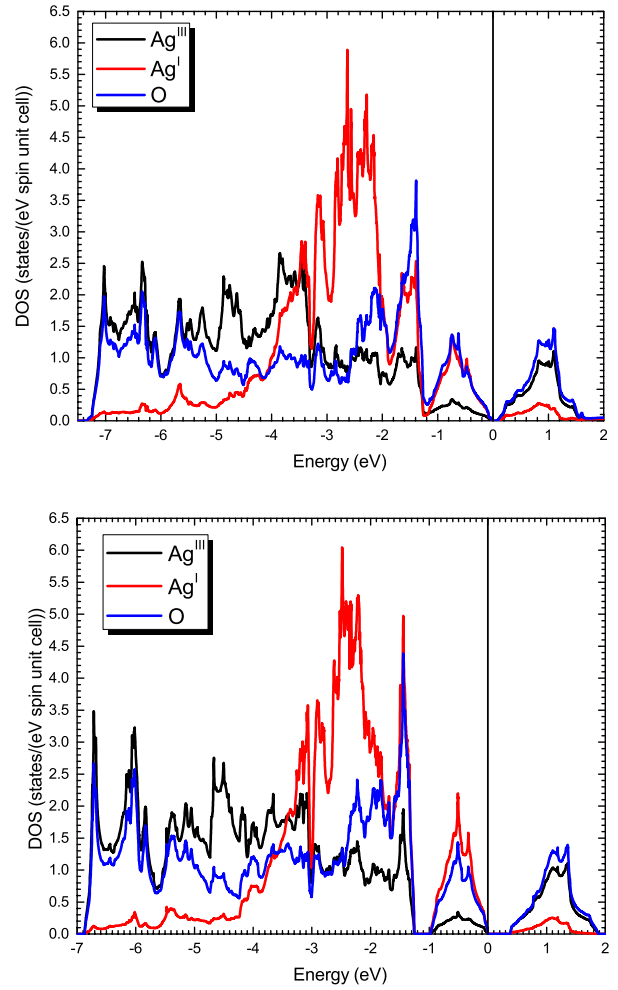 6.5
6.0
5.5
5.0
4.5
4.0
3.5
3.0
2.5
2.0
1.5
1.0
0.5
0.0
DOS (states/(eV spin unit cell))
Ag^III
Ag^I
O
-7 -6 -5 -4 -3 -2 -1 0 1 2
Energy (eV)
6.5
6.0
5.5
5.0
4.5
4.0
3.5
3.0
2.5
2.0
1.5
1.0
0.5
0.0
DOS (states/(eV spin unit cell))
Ag^III
Ag^I
O
-7 -6 -5 -4 -3 -2 -1 0 1 2
Energy (eV)